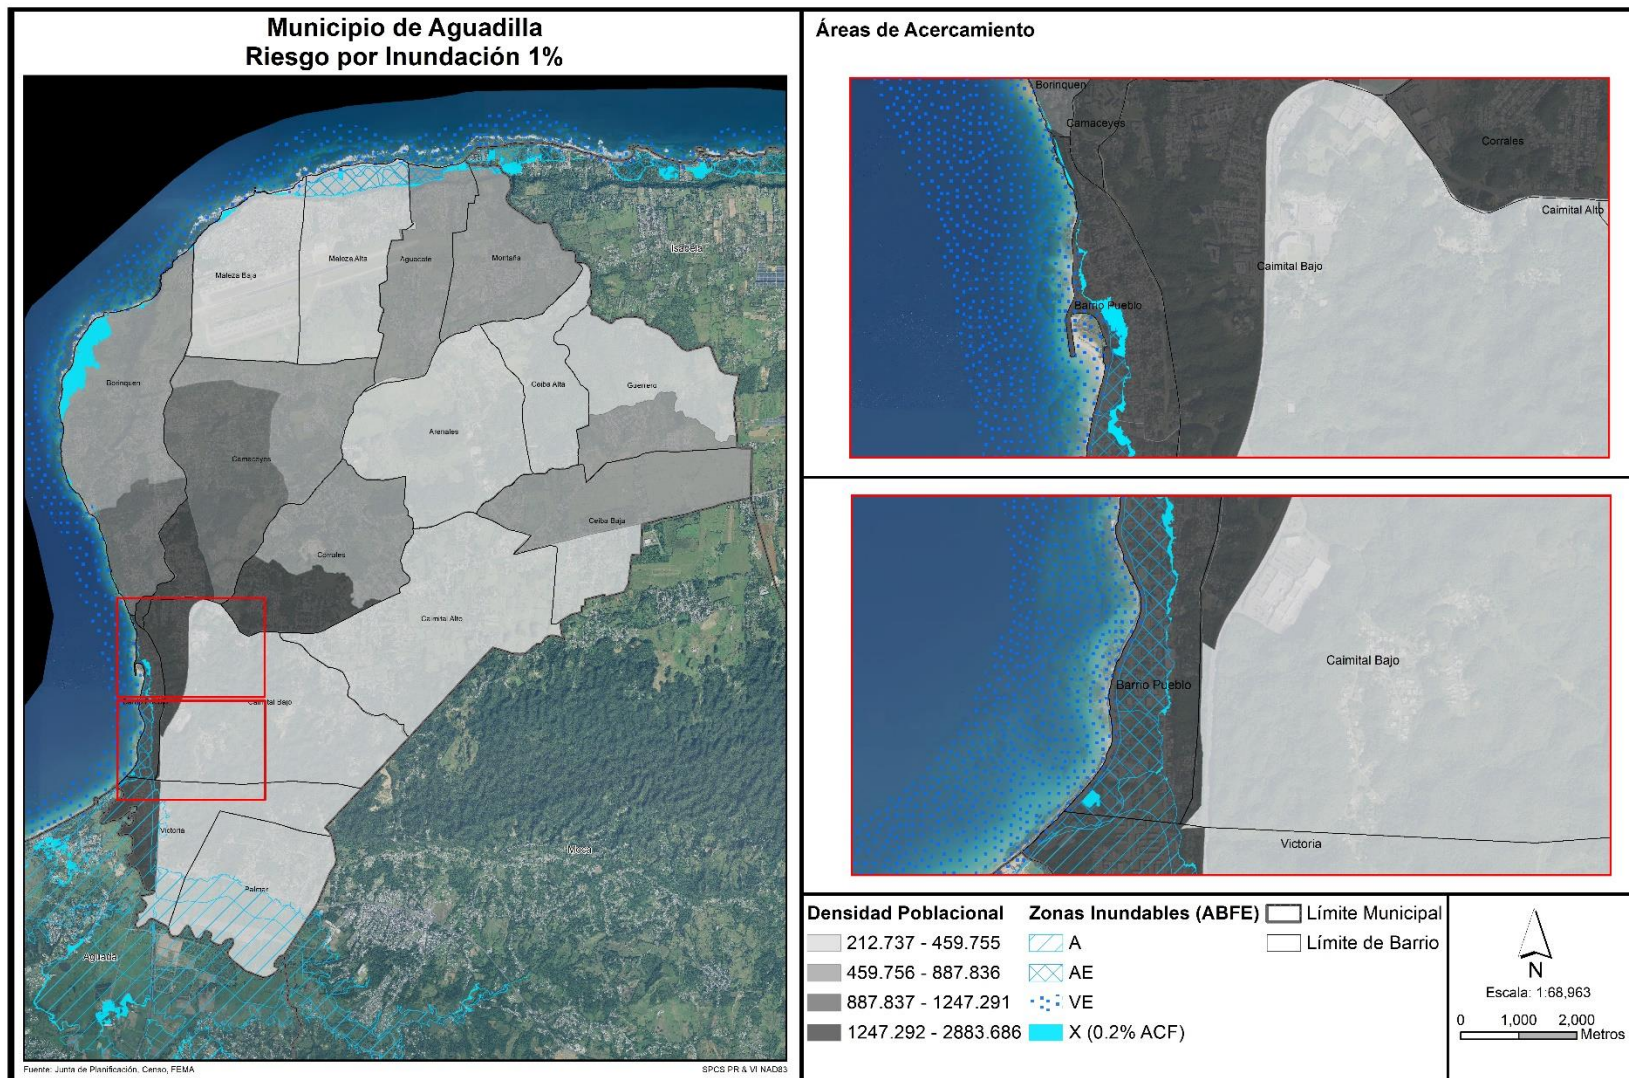 Municipio de Aguadilla
Riesgo por Inundación 1%
Isabela
Maleza Baja
Maleza Alta
Aguacate
Montaña
Borinquen
Ceiba Alta
Guerrero
Arenales
Camaceyes
Ceiba Baja
Corrales
Caimital Alto
Caimital Bajo
Barrio Pueblo
Victoria
Moca
Palmar
Aguada
Fuente: Junta de Planificación, Censo, FEMA
SPCS PR & VI NAD83
Áreas de Acercamiento
Borinquen
Camaceyes
Corrales
Caimital Alto
Caimital Bajo
Barrio Pueblo
Caimital Bajo
Barrio Pueblo
Victoria
Densidad Poblacional
212.737 - 459.755
459.756 - 887.836
887.837 - 1247.291
1247.292 - 2883.686
Zonas Inundables (ABFE)
A
AE
VE
X (0.2% ACF)
Límite Municipal
Límite de Barrio
N
Escala: 1:68,963
0 1,000 2,000
Metros